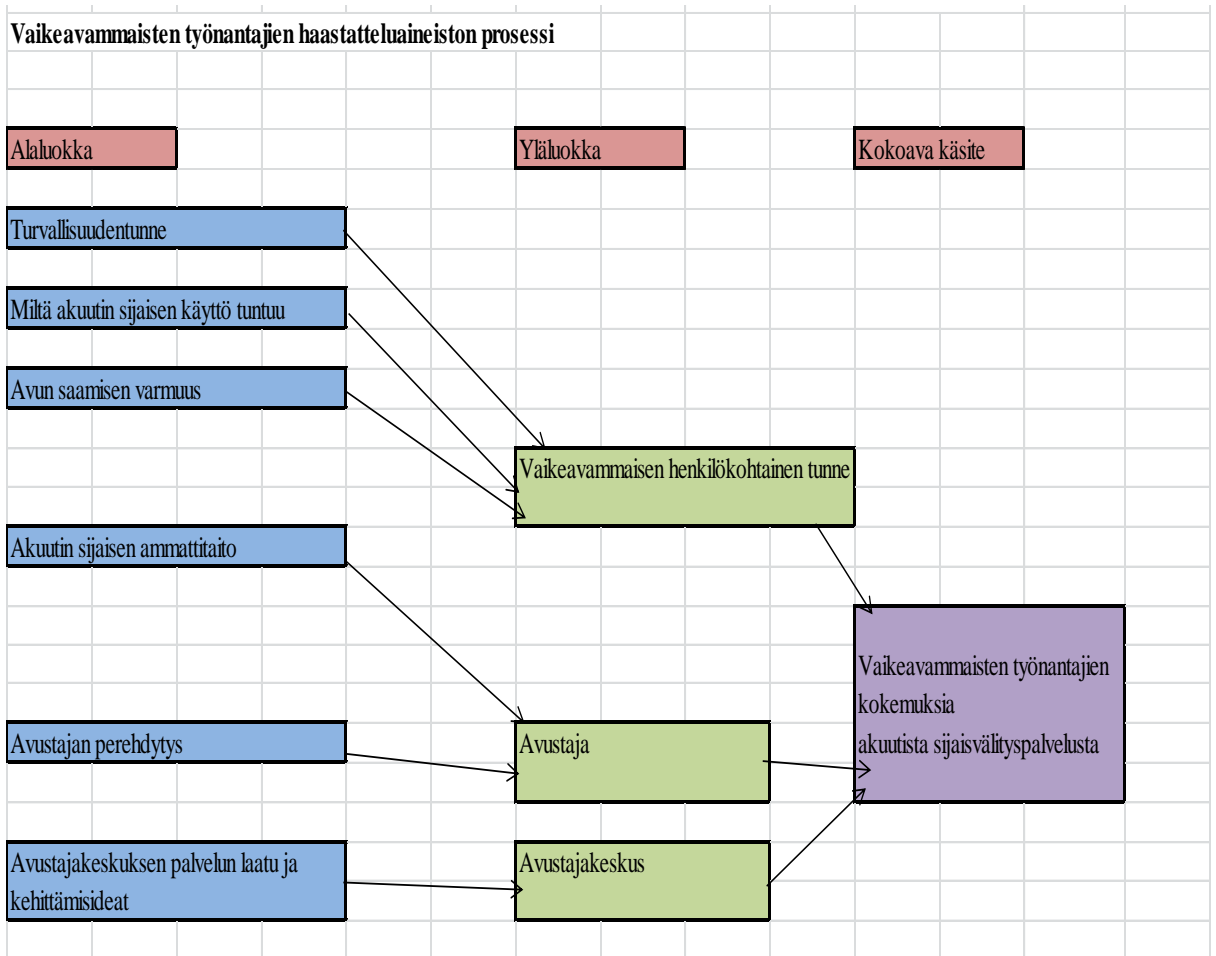 Vaikeavammaisten työnantajien haastatteluaineiston prosessi
Alaluokka
Yläluokka
Kokoava käsite
Turvallisuudentunne
Miltä akuutin sijaisen käyttö tuntuu
Avun saamisen varmuus
Vaikeavammaisen henkilökohtainen tunne
Akuutin sijaisen ammattitaito
Vaikeavammaisten työnantajien
kokemuksia
akuutista sijaisvälityspalvelusta
Avustajan perehdytys
Avustaja
Avustajakeskuksen palvelun laatu ja
kehittämisideat
Avustajakeskus